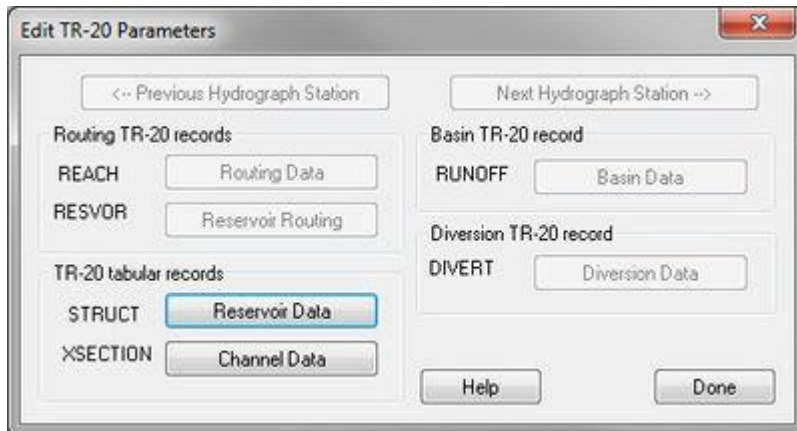 Edit TR-20 Parameters
<-- Previous Hydrograph Station
Next Hydrograph Station -->
Routing TR-20 records
REACH Routing Data
RESVOR Reservoir Routing
Basin TR-20 record
RUNOFF Basin Data
Diversion TR-20 record
DIVERT Diversion Data
TR-20 tabular records
STRUCT Reservoir Data
XSECTION Channel Data
Help
Done